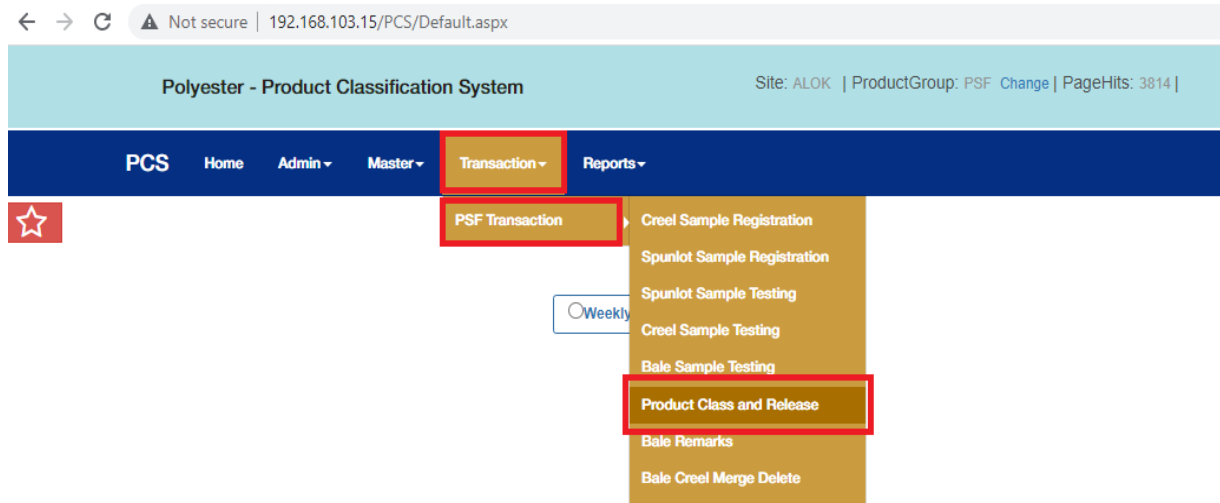 Not secure | 192.168.103.15/PCS/Default.aspx
Polyester - Product Classification System
Site: ALOK | ProductGroup: PSF Change | PageHits: 3814 |
PCS Home Admin Master Transaction Reports
PSF Transaction
Creel Sample Registration
Spunlot Sample Registration
Spunlot Sample Testing
Weekly
Creel Sample Testing
Bale Sample Testing
Product Class and Release
Bale Remarks
Bale Creel Merge Delete